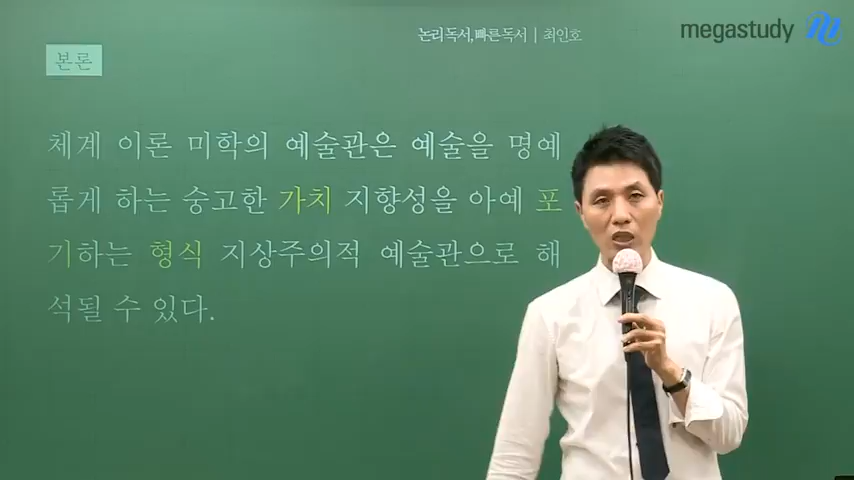 논리독서, 빠른독서 | 최인호
megastudy
본론
체계 이론 미학의 예술관은 예술을 명예
롭게 하는 숭고한 가치 지향성을 아예 포
기하는 형식 지상주의적 예술관으로 해
석될 수 있다.